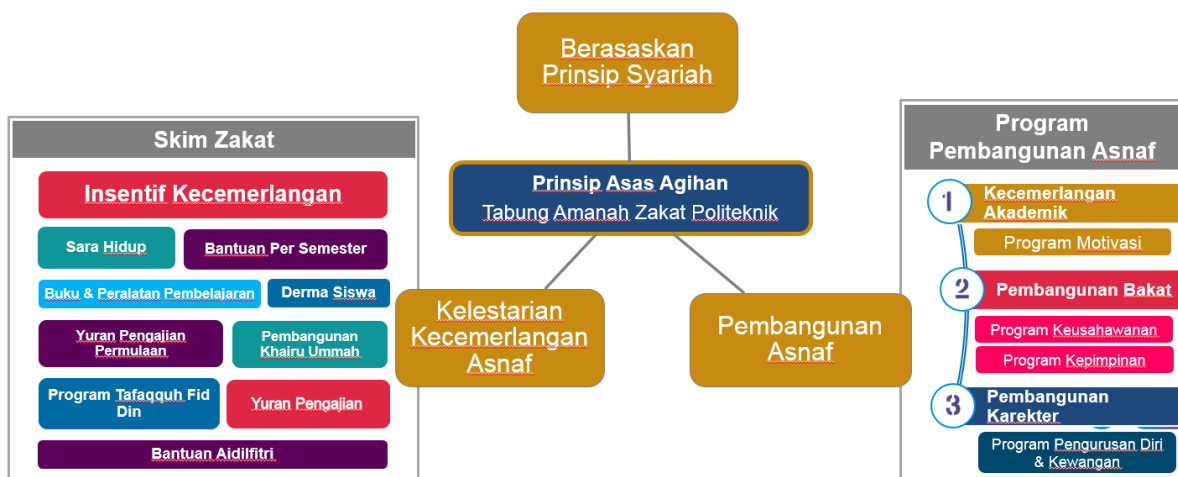 Berasaskan
Prinsip Syariah
Skim Zakat
Insentif Kecemerlangan
Sara Hidup
Bantuan Per Semester
Buku & Peralatan Pembelajaran
Derma Siswa
Yuran Pengajian
Permulaan
Pembangunan
Khairu Ummah
Program Tafaqquh Fid
Din
Yuran Pengajian
Bantuan Aidilfitri
Prinsip Asas Agihan
Tabung Amanah Zakat Politeknik
Kelestarian
Kecemerlangan
Asnaf
Pembangunan
Asnaf
Program
Pembangunan Asnaf
1
Kecemerlangan
Akademik
Program Motivasi
2
Pembangunan Bakat
Program Keusahawanan
Program Kepimpinan
3
Pembangunan
Karekter
Program Pengurusan Diri
& Kewangan